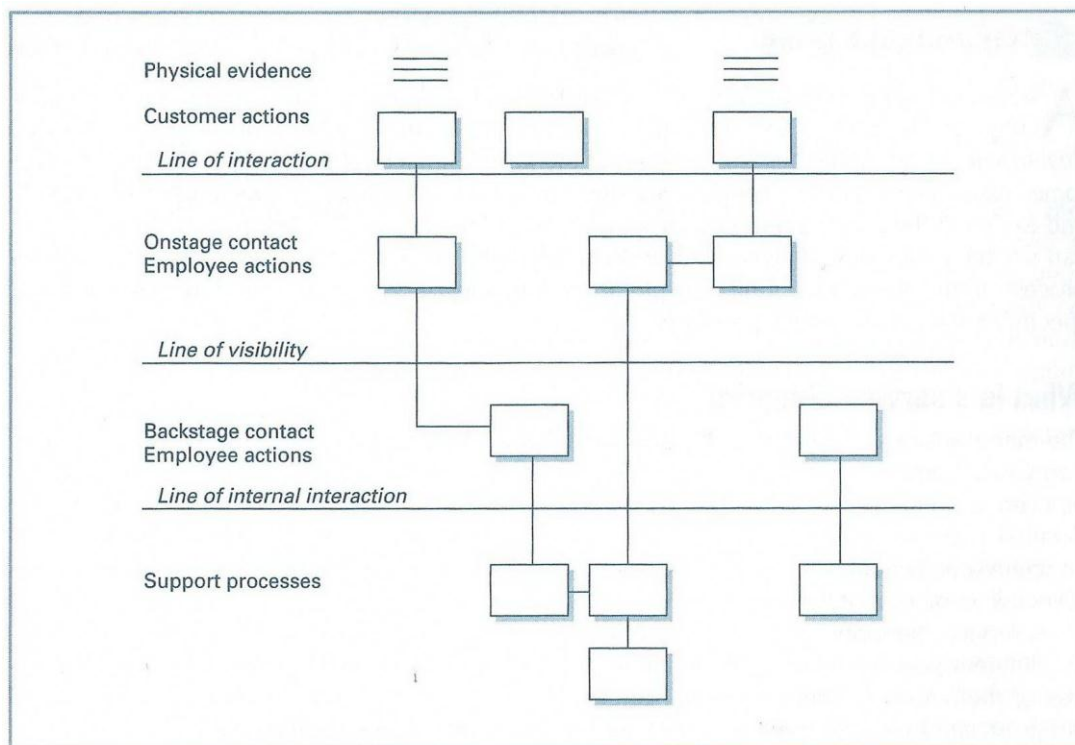 Physical evidence
Customer actions
Line of interaction
Onstage contact
Employee actions
Line of visibility
Backstage contact
Employee actions
Line of internal interaction
Support processes